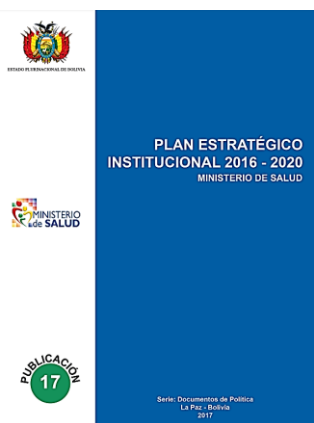 ESTADO PLURINACIONAL DE BOLIVIA
PLAN ESTRATÉGICO
INSTITUCIONAL 2016 - 2020
MINISTERIO DE SALUD
MINISTERIO
de SALUD
PUBLICACIÓN
17
Serie: Documentos de Política
La Paz - Bolivia
2017